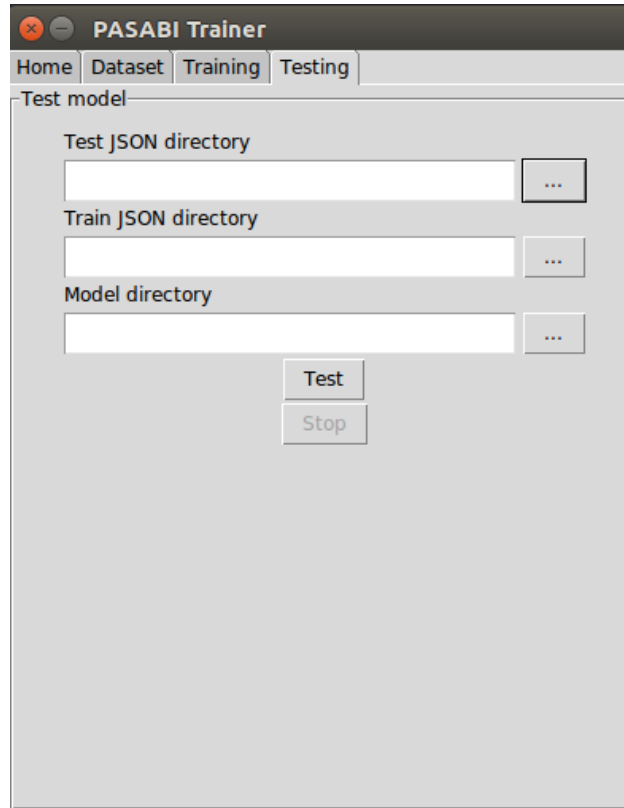 PASABI Trainer
Home Dataset Training Testing
Test model
Test JSON directory
...
Train JSON directory
...
Model directory
...
Test
Stop